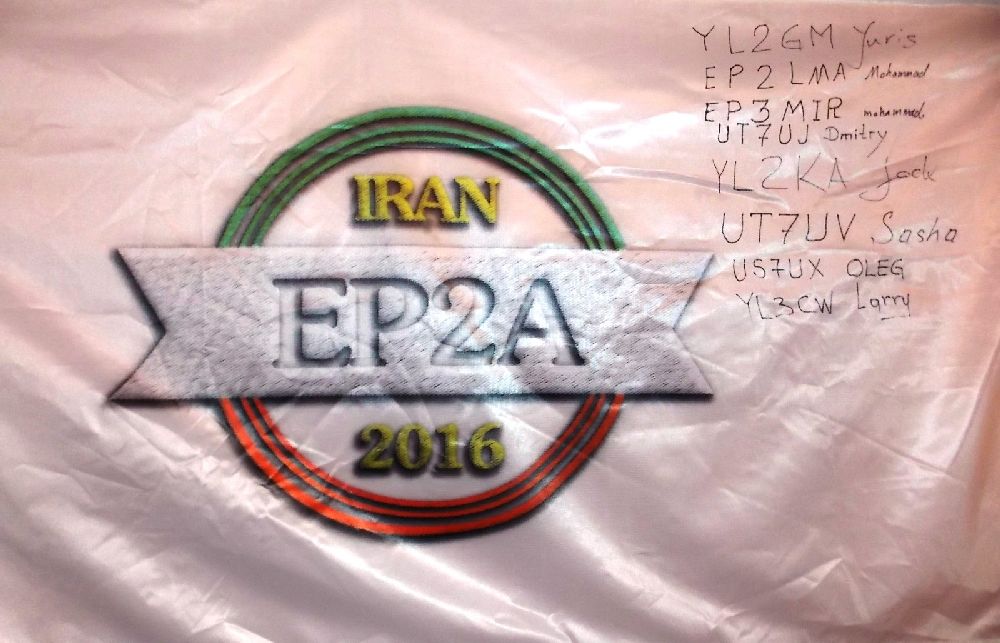 IRAN
EP2A
2016
YL2GM Yuris
EP2LMA Mohammad
EP3MIR mohammad.
UT7UJ Dmitry
YL2KA jack
UT7UV Sasha
US7UX OLEG
YL3CW Larry